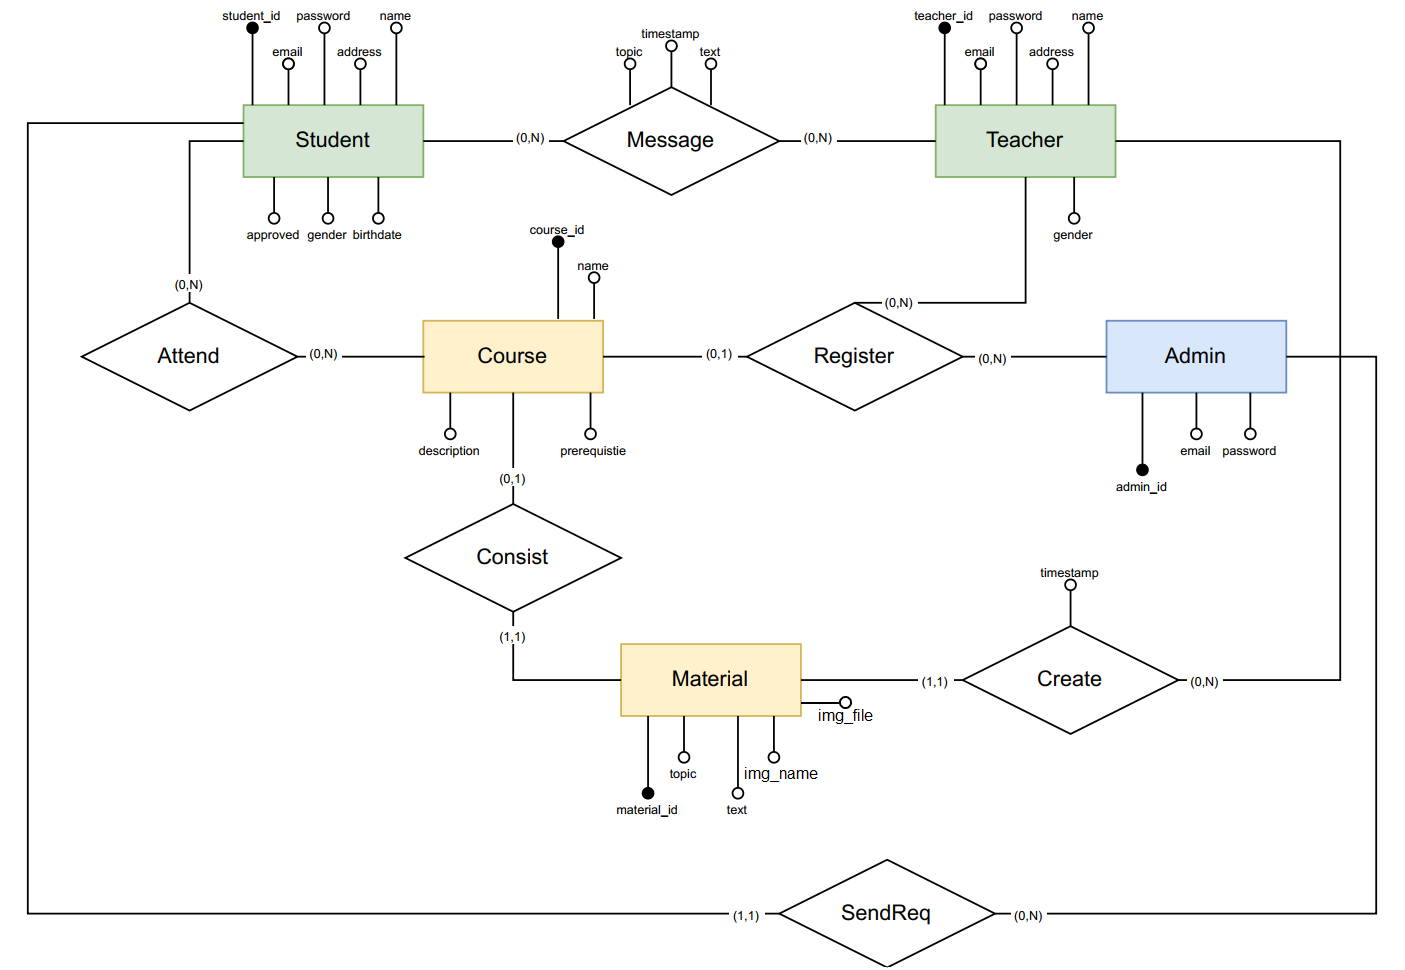 student_id
password
name
email
address
Student
approved
gender
birthdate
timestamp
topic
text
(0,N)
Message
(0,N)
teacher_id
password
name
email
address
Teacher
gender
course_id
name
(0,N)
(0,N)
Attend
(0,N)
Course
(0,1)
Register
(0,N)
Admin
description
prerequistie
email
password
admin_id
(0,1)
Consist
(1,1)
timestamp
Material
(1,1)
Create
(0,N)
img_file
topic
img_name
material_id
text
(1,1)
SendReq
(0,N)